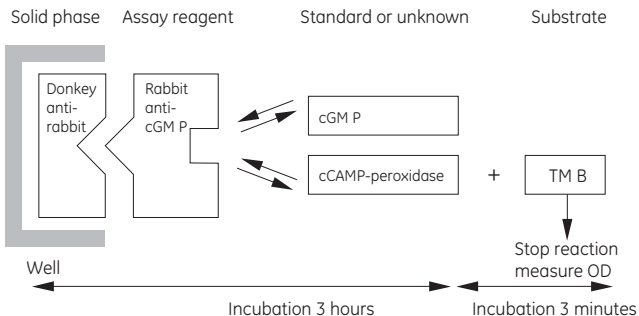 Solid phase
Assay reagent
Standard or unknown
Substrate
Donkey
anti-
rabbit
Rabbit
anti-
cGM P
cGM P
cCAMP-peroxidase
+
TM B
Stop reaction
measure OD
Well
Incubation 3 hours
Incubation 3 minutes